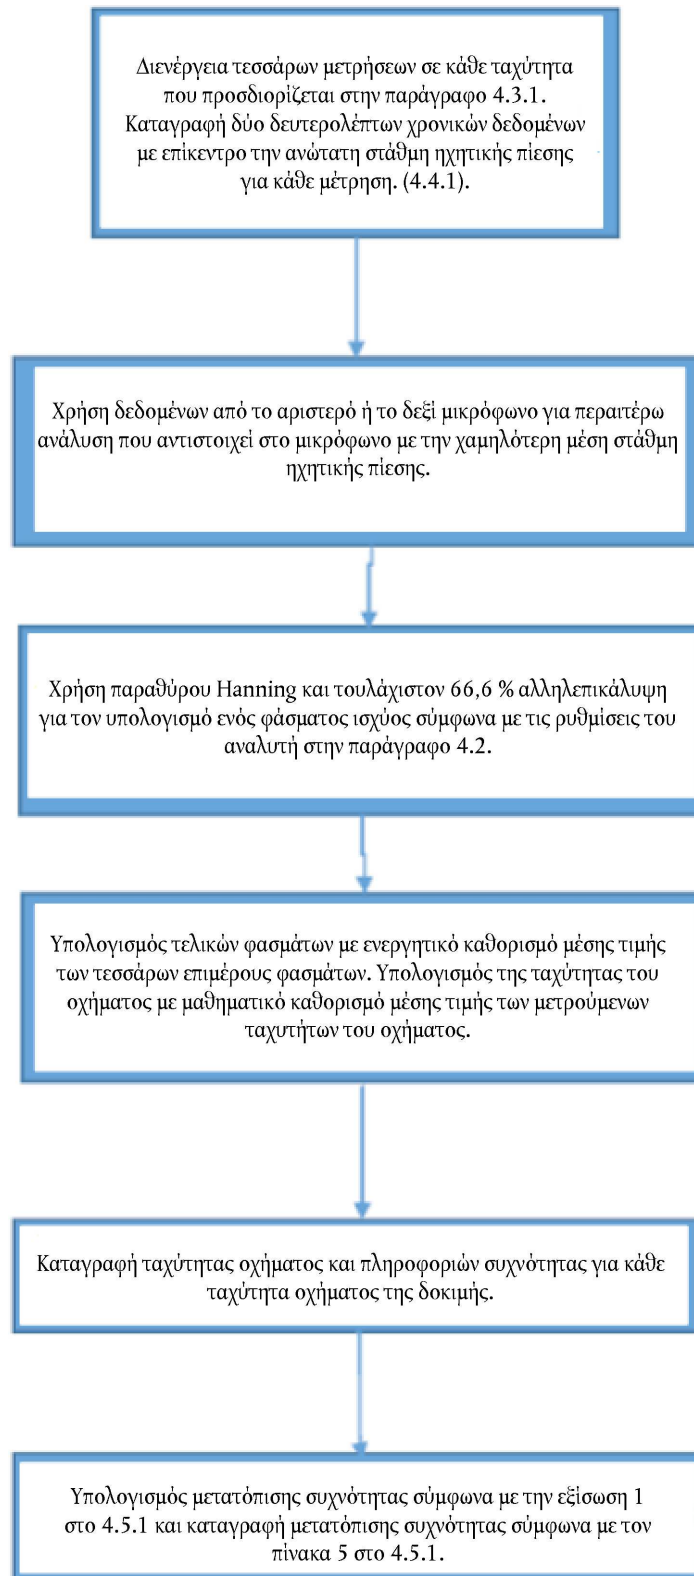 Διενέργεια τεσσάρων μετρήσεων σε κάθε ταχύτητα
που προσδιορίζεται στην παράγραφο 4.3.1.
Καταγραφή δύο δευτερολέπτων χρονικών δεδομένων
με επίκεντρο την ανώτατη στάθμη ηχητικής πίεσης
για κάθε μέτρηση. (4.4.1).
Χρήση δεδομένων από το αριστερό ή το δεξί μικρόφωνο για περαιτέρω
ανάλυση που αντιστοιχεί στο μικρόφωνο με την χαμηλότερη μέση στάθμη
ηχητικής πίεσης.
Χρήση παραθύρου Hanning και τουλάχιστον 66,6 % αλληλεπικάλυψη
για τον υπολογισμό ενός φάσματος ισχύος σύμφωνα με τις ρυθμίσεις του
αναλυτή στην παράγραφο 4.2.
Υπολογισμός τελικών φασμάτων με ενεργητικό καθορισμό μέσης τιμής
των τεσσάρων επιμέρους φασμάτων. Υπολογισμός της ταχύτητας του
οχήματος με μαθηματικό καθορισμό μέσης τιμής των μετρούμενων
ταχυτήτων του οχήματος.
Καταγραφή ταχύτητας οχήματος και πληροφοριών συχνότητας για κάθε
ταχύτητα οχήματος της δοκιμής.
Υπολογισμός μετατόπισης συχνότητας σύμφωνα με την εξίσωση 1
στο 4.5.1 και καταγραφή μετατόπισης συχνότητας σύμφωνα με τον
πίνακα 5 στο 4.5.1.